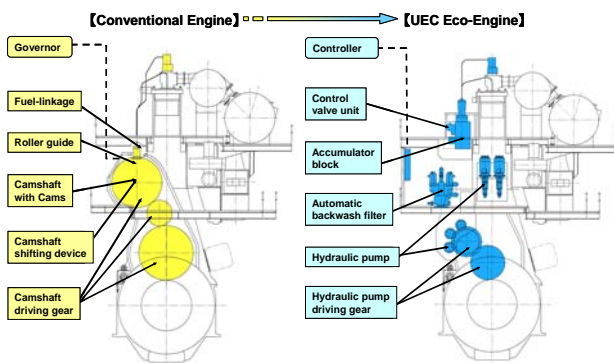 【Conventional Engine】
【UEC Eco-Engine】
Governor
Fuel-linkage
Roller guide
Camshaft
with Cams
Camshaft
shifting device
Camshaft
driving gear
Controller
Control
valve unit
Accumulator
block
Automatic
backwash filter
Hydraulic pump
Hydraulic pump
driving gear